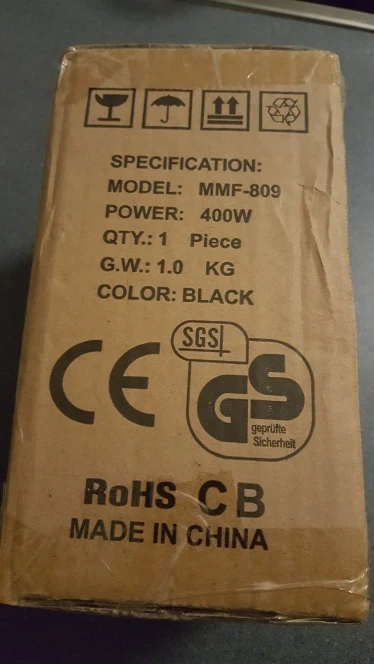 SPECIFICATION:
MODEL: MMF-809
POWER: 400W
QTY.: 1 Piece
G.W.: 1.0 KG
COLOR: BLACK
CE
SGS
GS
geprüfte
Sicherheit
RoHS CB
MADE IN CHINA